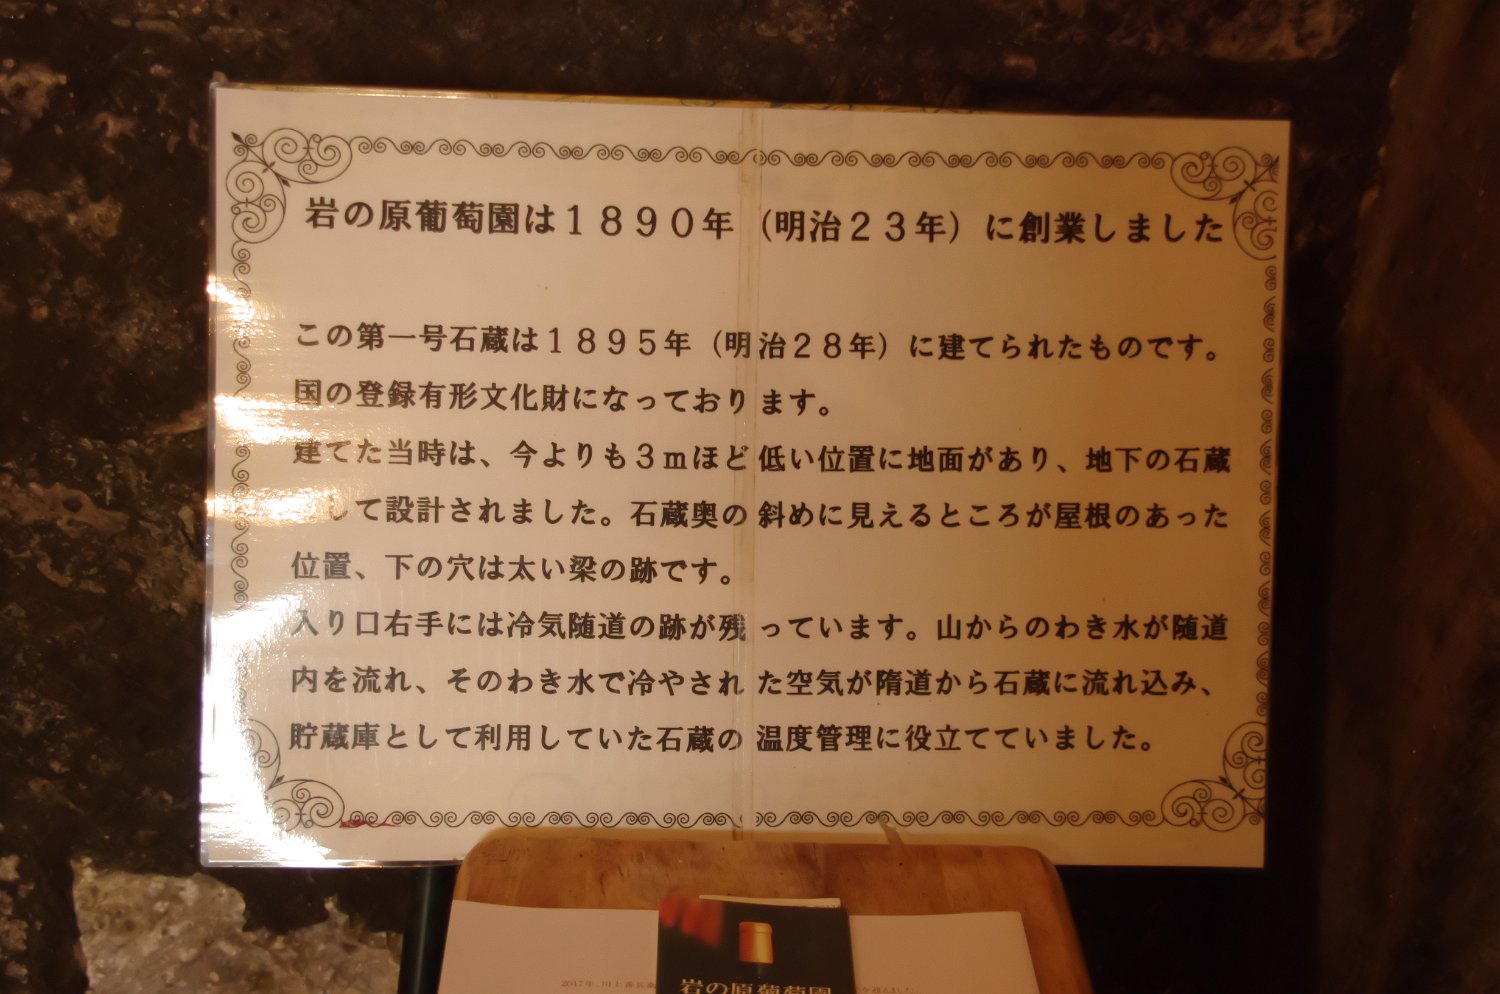 岩の原葡萄園は1890年（明治23年）に創業しました
この第一号石蔵は1895年（明治28年）に建てられたものです。
国の登録有形文化財になっております。
建てた当時は、今よりも3mほど低い位置に地面があり、地下の石蔵
して設計されました。石蔵奥の斜めに見えるところが屋根のあった
位置、下の穴は太い梁の跡です。
入り口右手には冷気随道の跡が残っています。山からのわき水が随道
内を流れ、そのわき水で冷やされた空気が隋道から石蔵に流れ込み、
貯蔵庫として利用していた石蔵の温度管理に役立てていました。
2017年、川上善兵衛
岩の原葡萄園